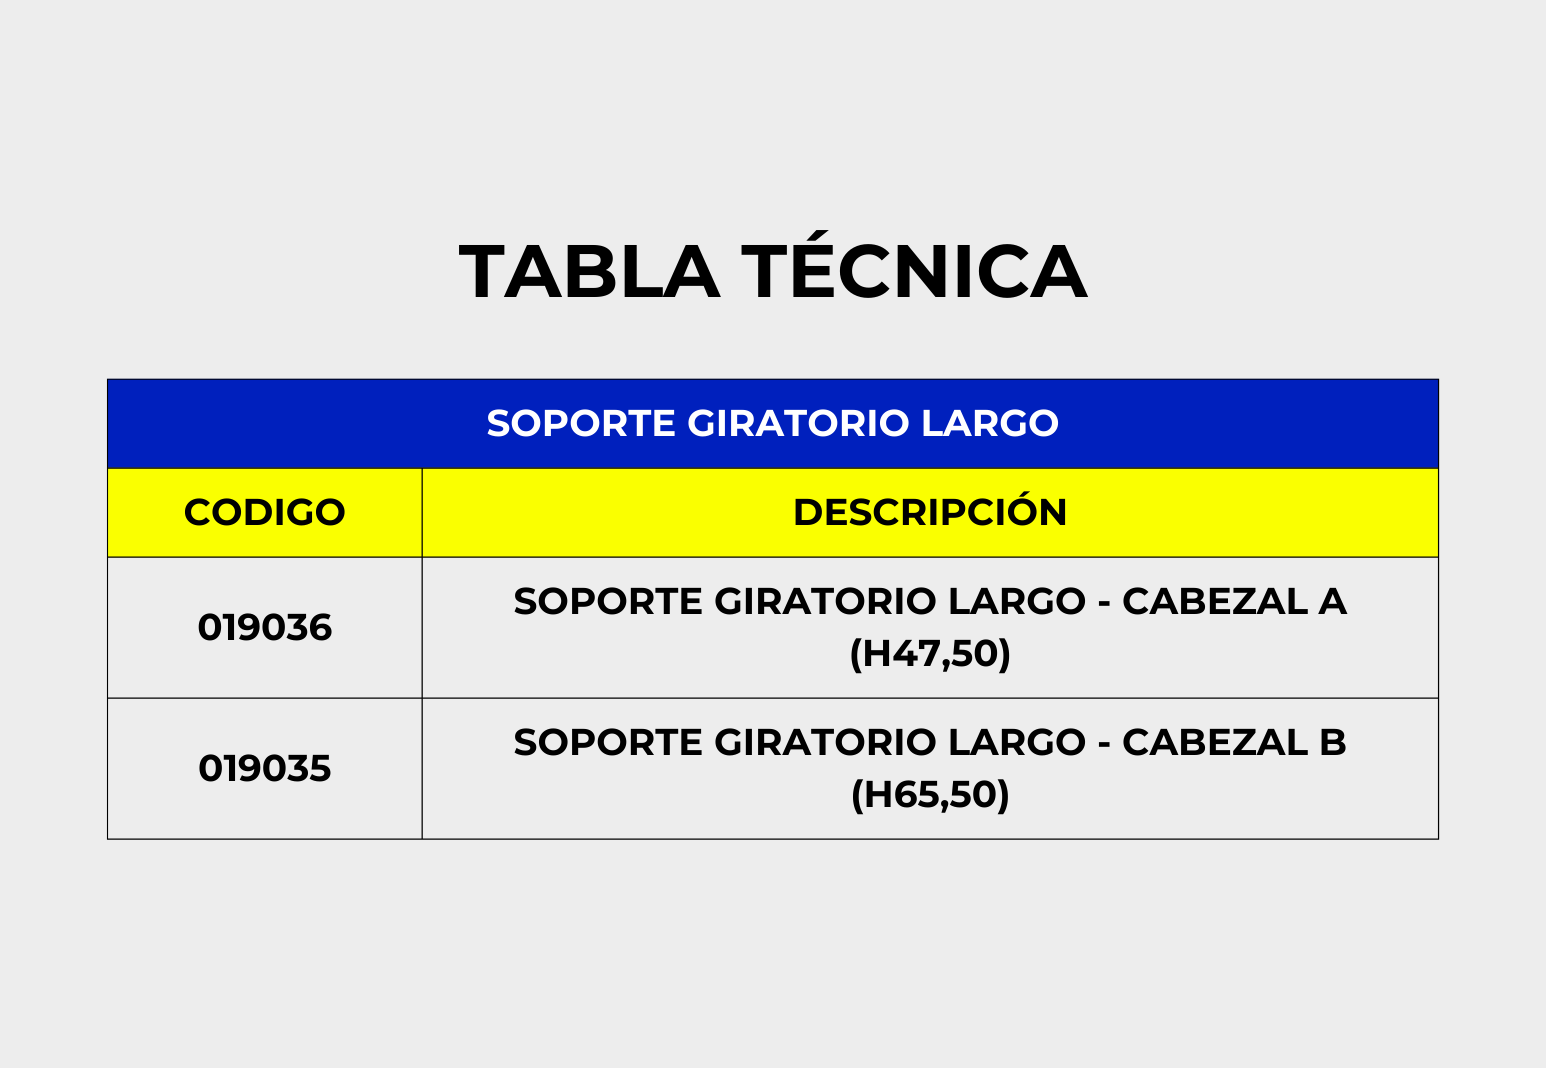 TABLA TÉCNICA
SOPORTE GIRATORIO LARGO
CODIGO
DESCRIPCIÓN
019036
SOPORTE GIRATORIO LARGO - CABEZAL A
(H47,50)
019035
SOPORTE GIRATORIO LARGO - CABEZAL B
(H65,50)